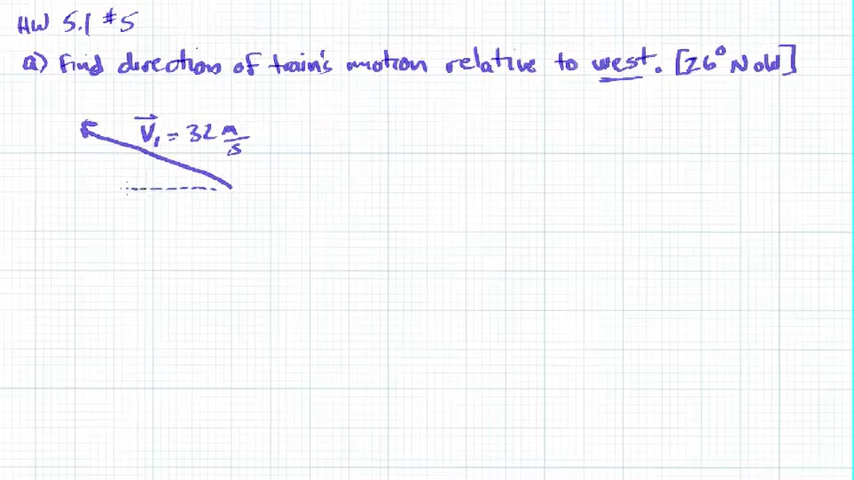 HW 5.1 #5
a) Find direction of train's motion relative to west. [26° N of W]
V₁ = 32 m/s